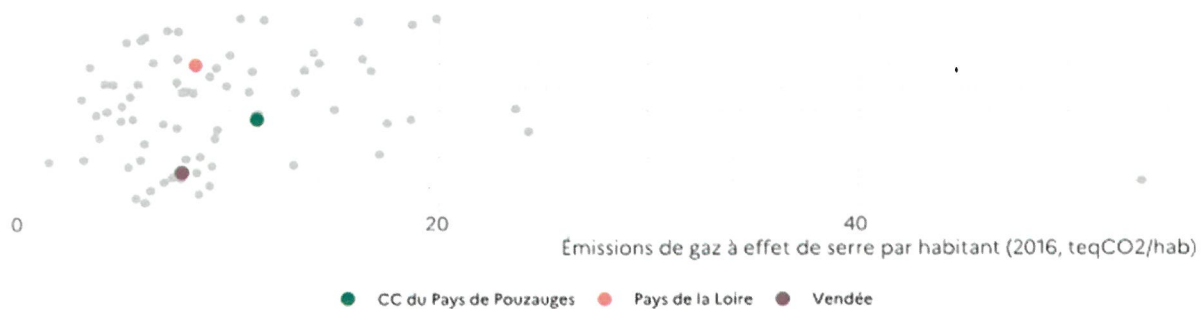 0 20 40
Émissions de gaz à effet de serre par habitant (2016, teqCO2/hab)
CC du Pays de Pouzauges Pays de la Loire Vendée